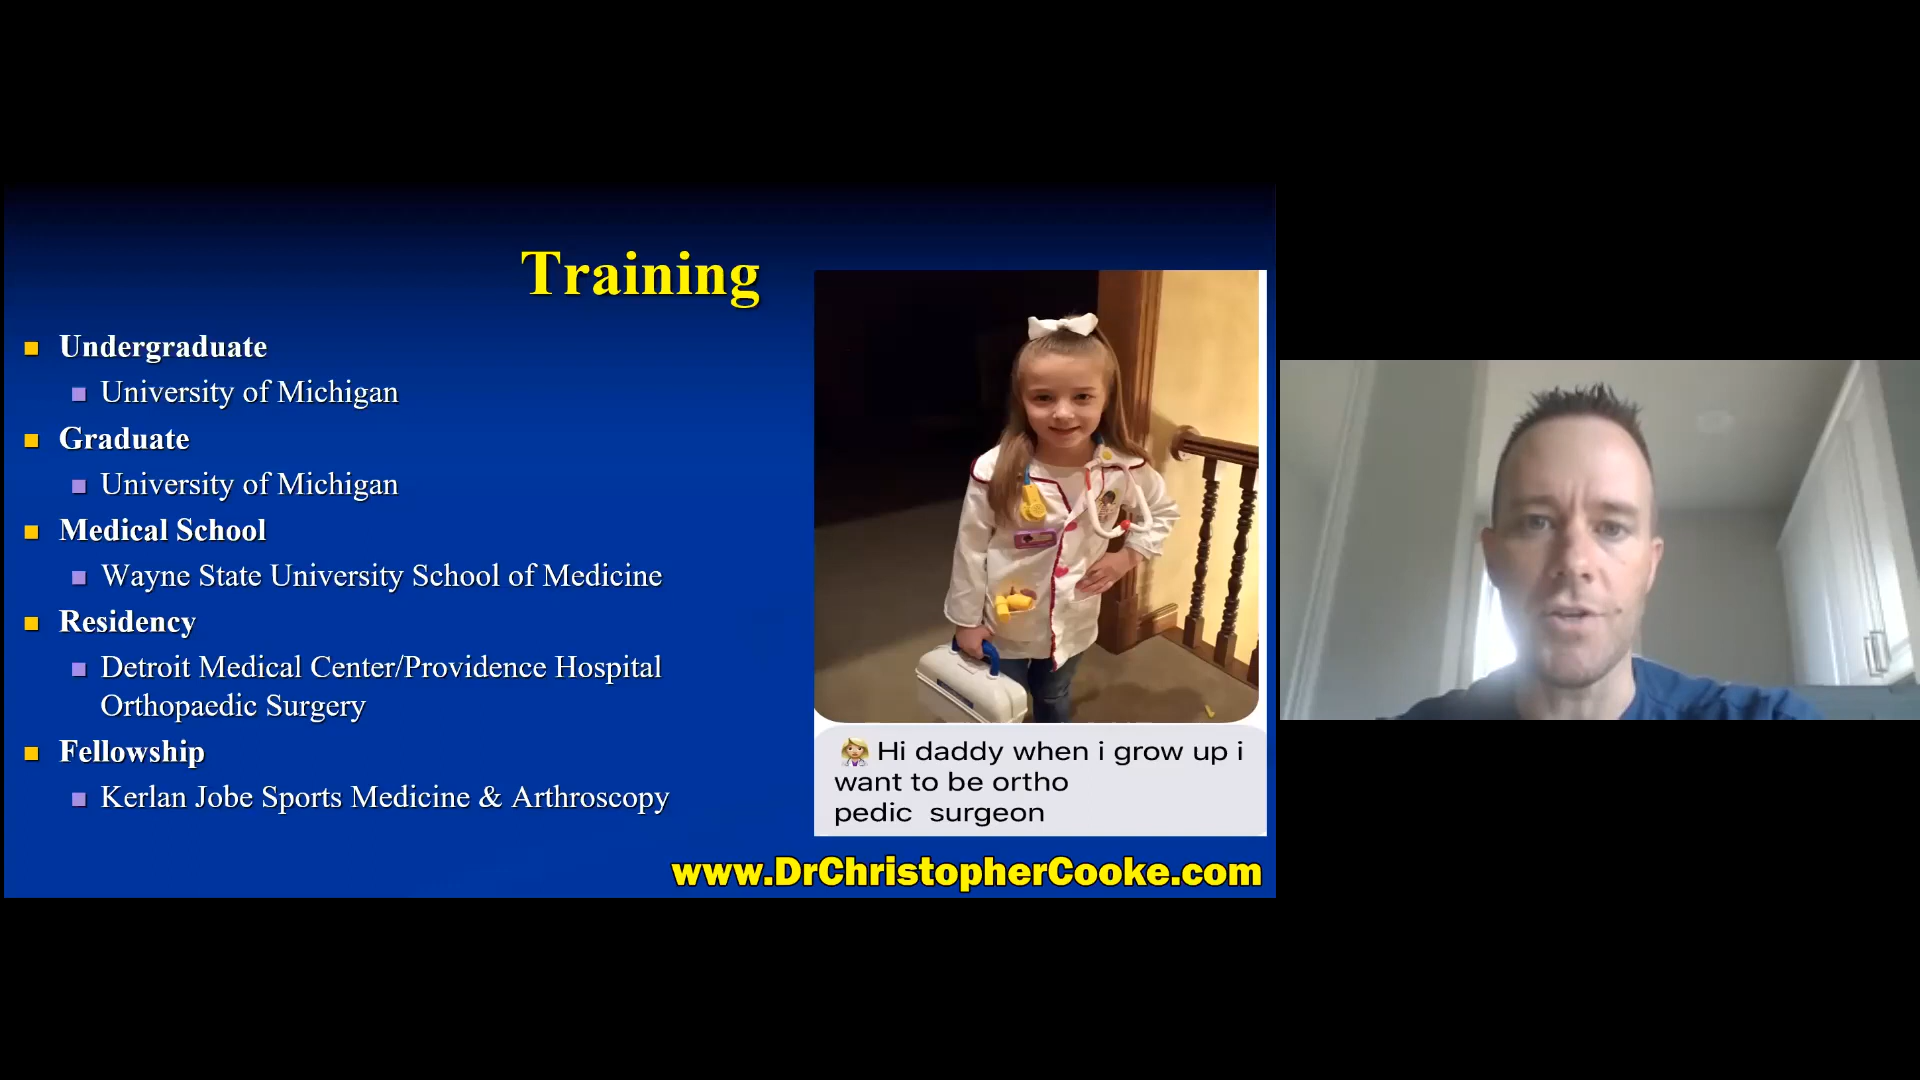 Training
Undergraduate
University of Michigan
Graduate
University of Michigan
Medical School
Wayne State University School of Medicine
Residency
Detroit Medical Center/Providence Hospital
Orthopaedic Surgery
Fellowship
Kerlan Jobe Sports Medicine & Arthroscopy
Hi daddy when i grow up i
want to be ortho
pedic surgeon
www.DrChristopherCooke.com